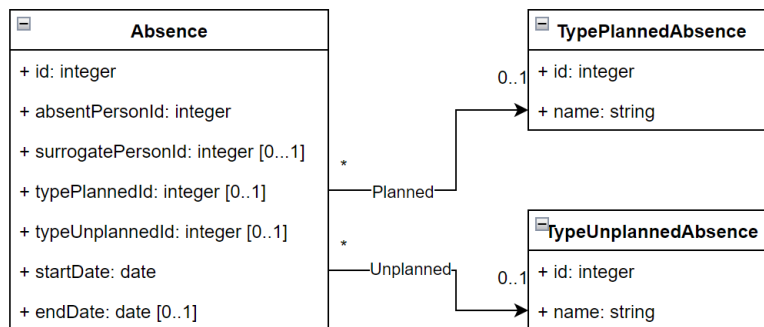 Absence
+ id: integer
+ absentPersonId: integer
+ surrogatePersonId: integer [0...1]
+ typePlannedId: integer [0..1]
+ typeUnplannedId: integer [0..1]
+ startDate: date
+ endDate: date [0..1]
*
Planned
0..1
*
Unplanned
0..1
TypePlannedAbsence
+ id: integer
+ name: string
TypeUnplannedAbsence
+ id: integer
+ name: string